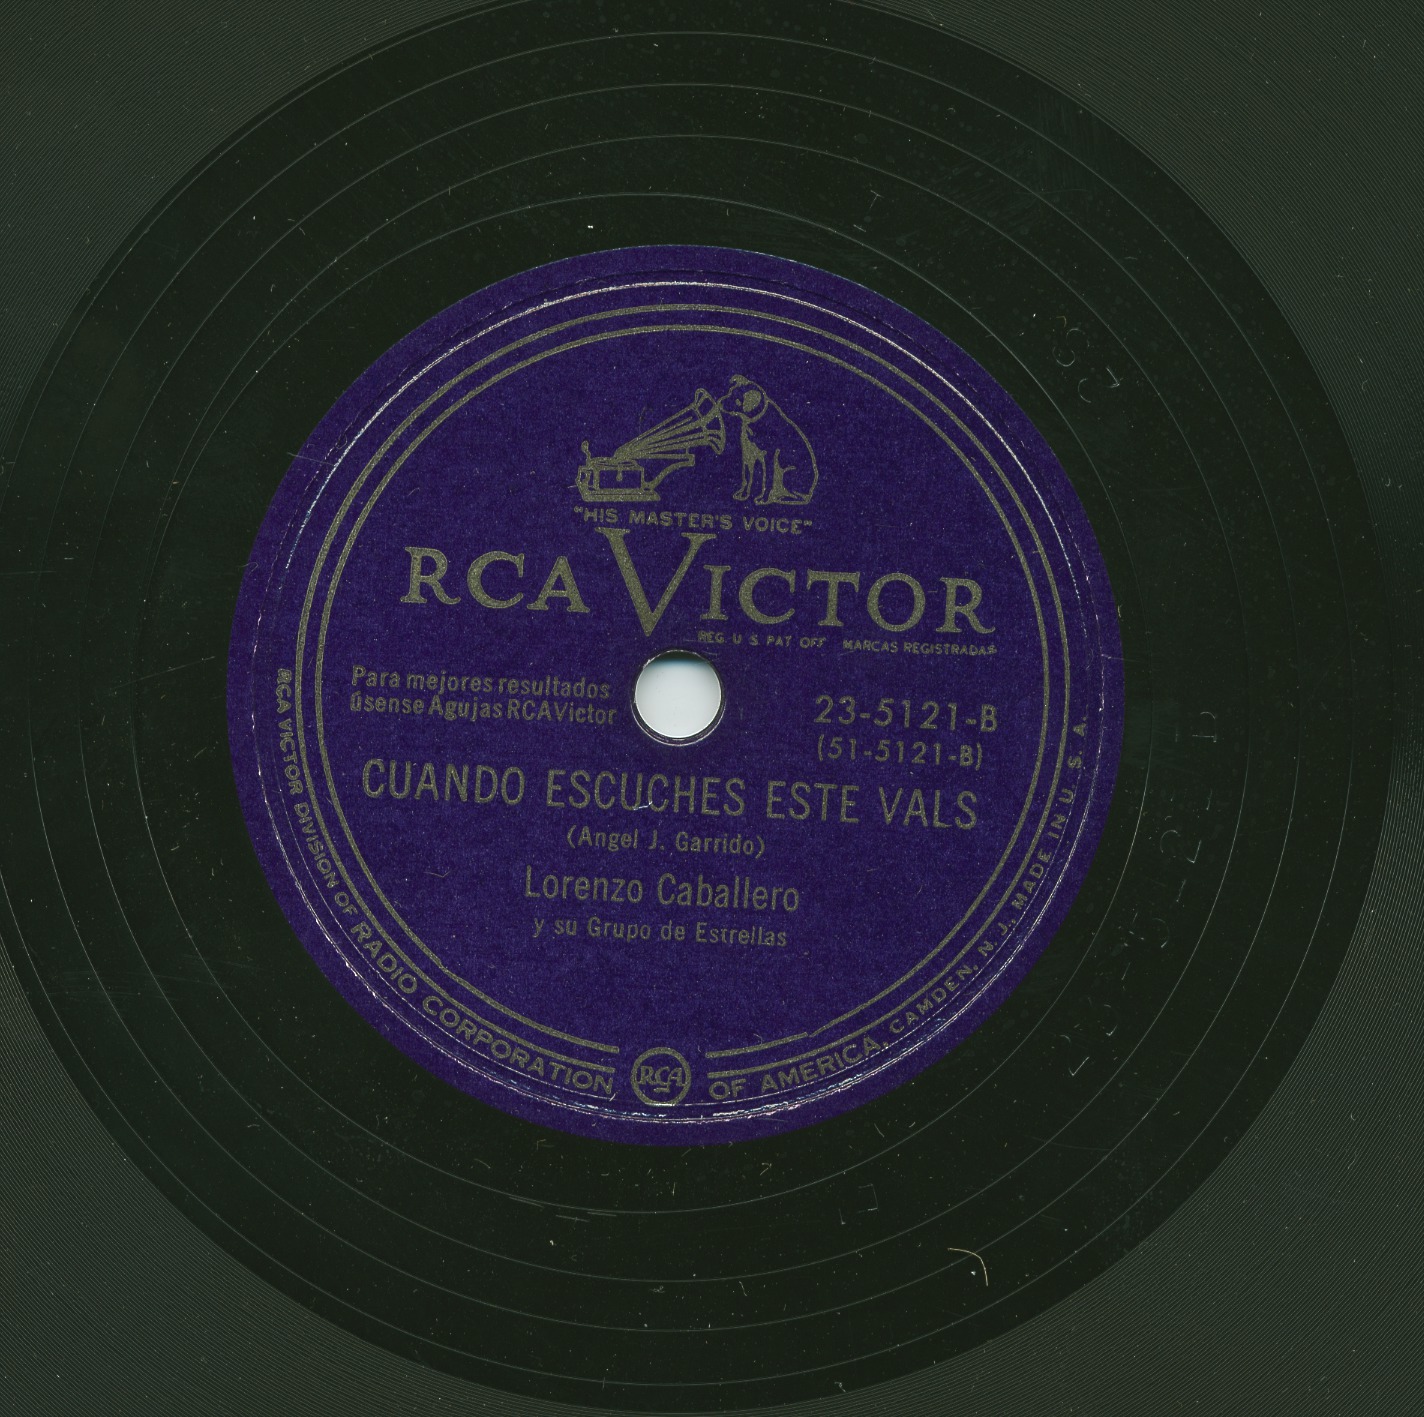 "HIS MASTER'S VOICE"
RCA VICTOR
REG. U. S. PAT. OFF. MARCAS REGISTRADAS
Para mejores resultados
úsense Agujas RCA Victor
23-5121-B
(51-5121-B)
CUANDO ESCUCHES ESTE VALS
(Angel J. Garrido)
Lorenzo Caballero
y su Grupo de Estrellas
RCA VICTOR DIVISION OF RADIO CORPORATION OF AMERICA, CAMDEN, N. J., MADE IN U. S. A.
RCA